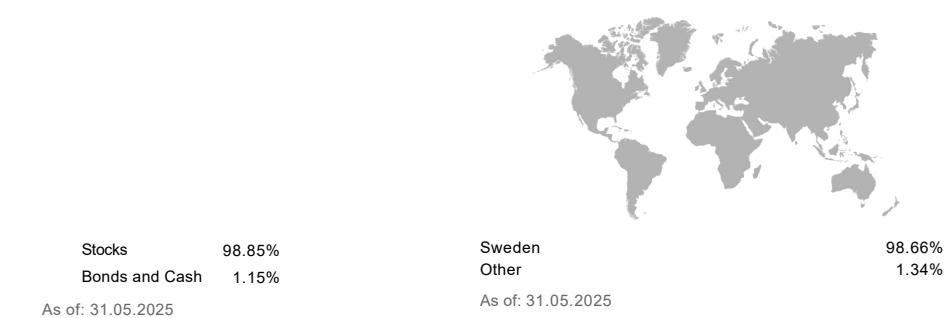 Stocks 98.85%
Bonds and Cash 1.15%
As of: 31.05.2025
Sweden 98.66%
Other 1.34%
As of: 31.05.2025